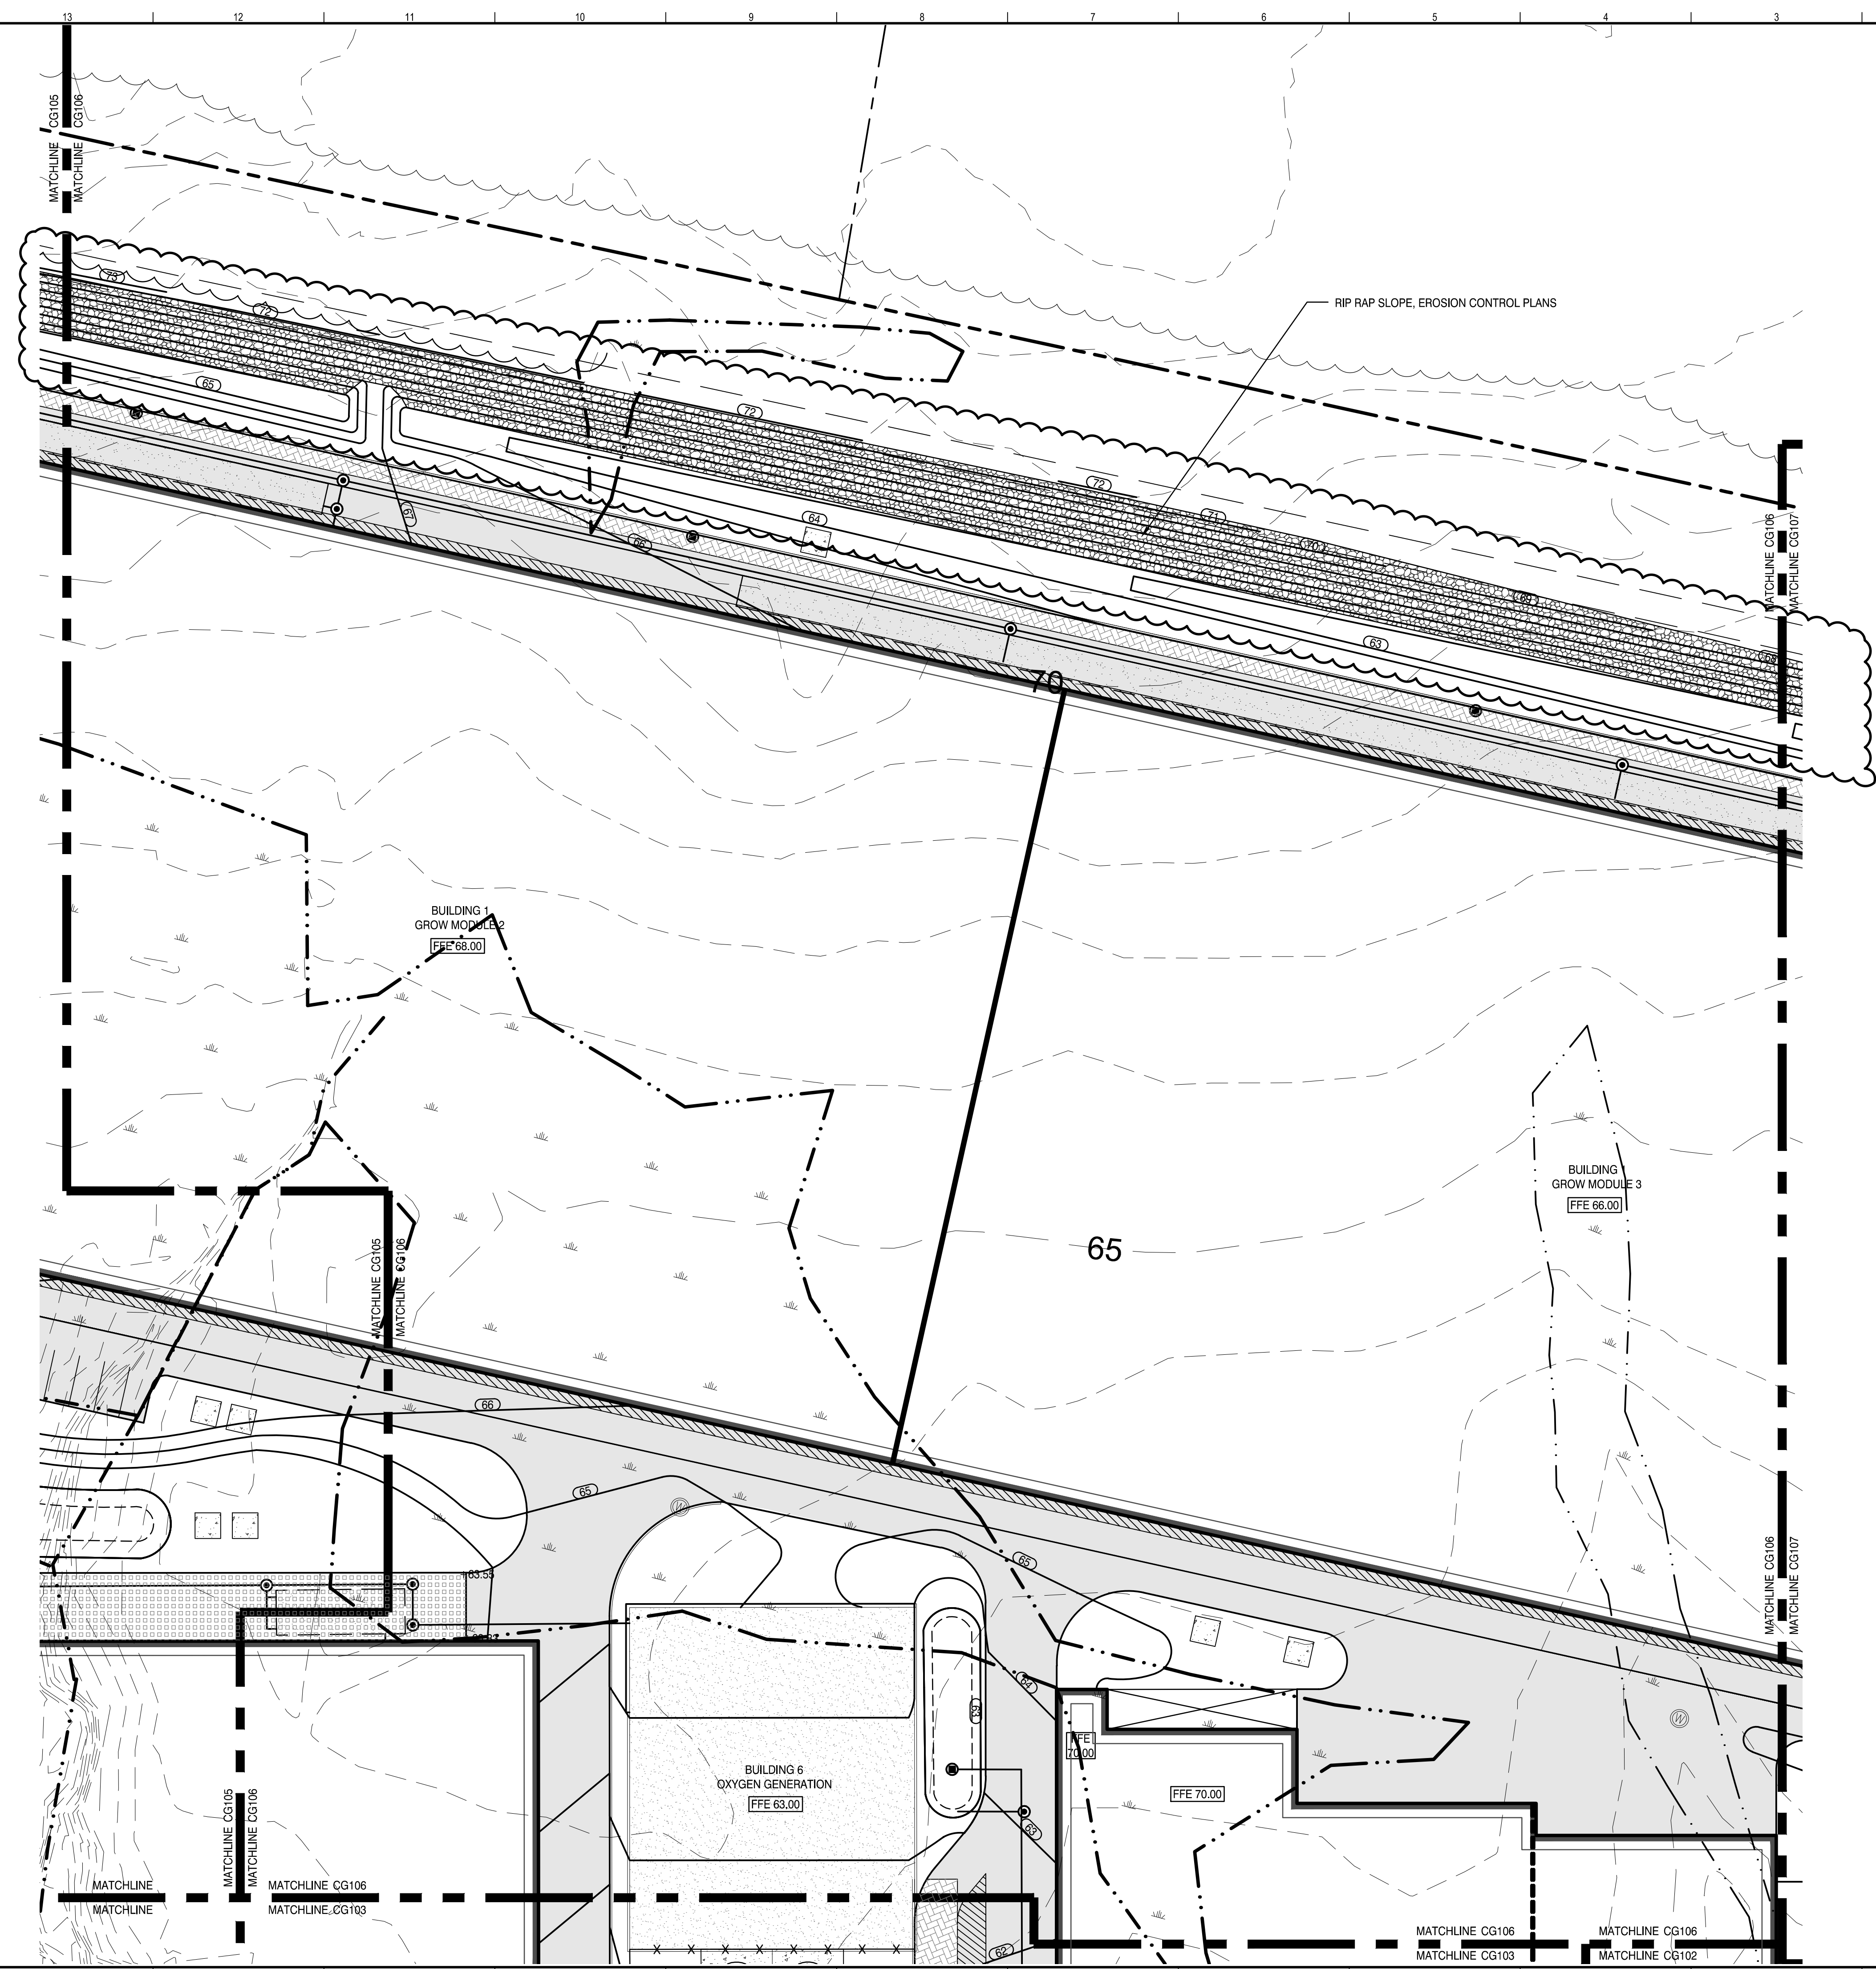 13 12 11 10 9 8 7 6 5 4 3
MATCHLINE CG105
MATCHLINE CG106
73
72
RIP RAP SLOPE, EROSION CONTROL PLANS
65
72
72
71
70
64
67
66
69
63
68
MATCHLINE CG106
MATCHLINE CG107
70
BUILDING 1
GROW MODULE 2
FFE 68.00
BUILDING 1
GROW MODULE 3
FFE 66.00
65
MATCHLINE CG105
MATCHLINE CG106
66
65
W
65
63.55
MATCHLINE CG106
MATCHLINE CG107
64
63
W
FFE
70.00
BUILDING 6
OXYGEN GENERATION
FFE 63.00
FFE 70.00
63
MATCHLINE CG105
MATCHLINE CG106
MATCHLINE
MATCHLINE
MATCHLINE CG106
MATCHLINE CG103
62
X X X X X X X X
MATCHLINE CG106
MATCHLINE CG103
MATCHLINE CG106
MATCHLINE CG102